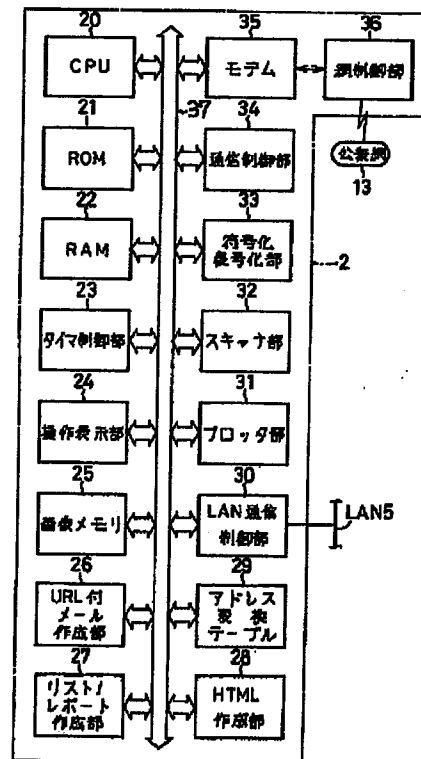 20
CPU
21
ROM
22
RAM
23
タイマ制御部
24
操作表示部
25
画像メモリ
26
URL付
メール
作成部
27
リスト/
レポート
作成部
35
モデム
36
網制御部
37
34
通信制御部
公衆網
13
33
符号化
復号化部
2
32
スキャナ部
31
プロッタ部
30
LAN通信
制御部
LAN5
29
アドレス
変換
テーブル
28
HTML
作成部